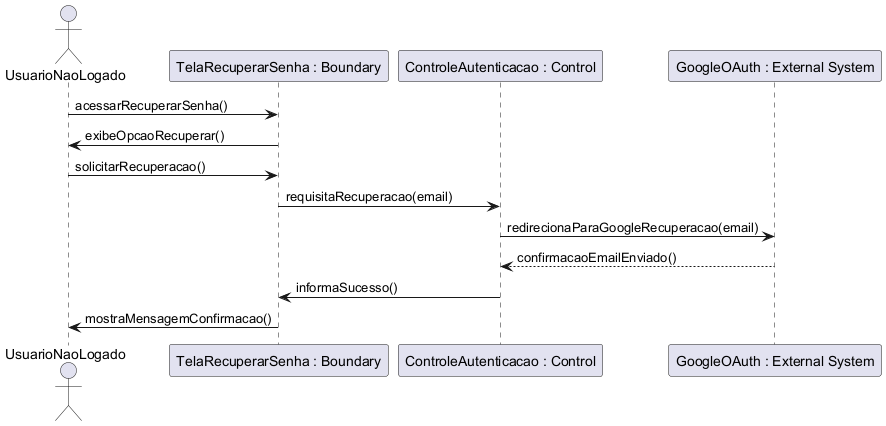 UsuarioNaoLogado
TelaRecuperarSenha : Boundary
ControleAutenticacao : Control
GoogleOAuth : External System
acessarRecuperarSenha()
exibeOpcaoRecuperar()
solicitarRecuperacao()
requisitaRecuperacao(email)
redirecionaParaGoogleRecuperacao(email)
confirmacaoEmailEnviado()
informaSucesso()
mostraMensagemConfirmacao()
UsuarioNaoLogado
TelaRecuperarSenha : Boundary
ControleAutenticacao : Control
GoogleOAuth : External System